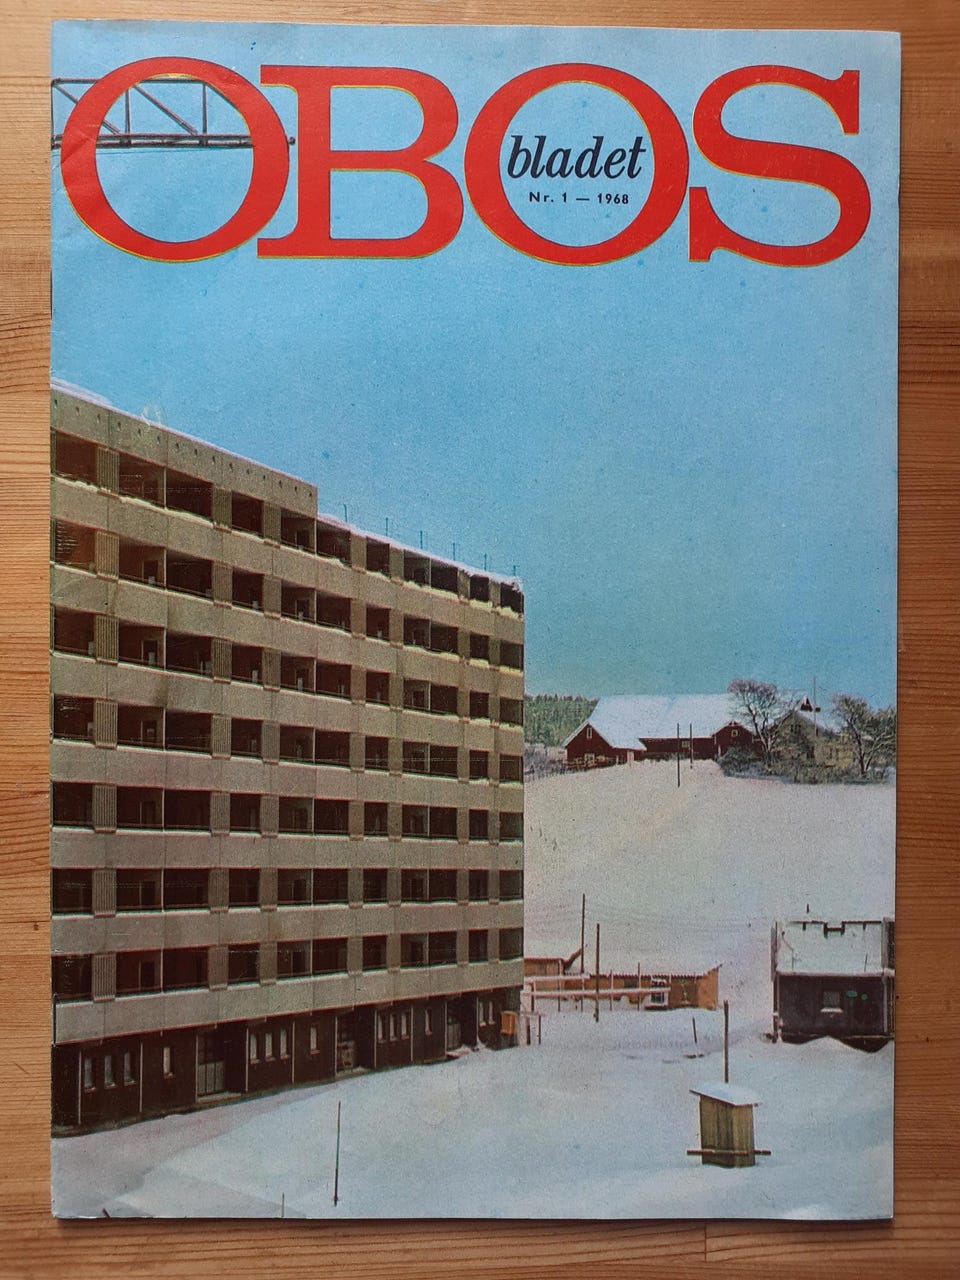 OBOS
bladet
Nr. 1 — 1968